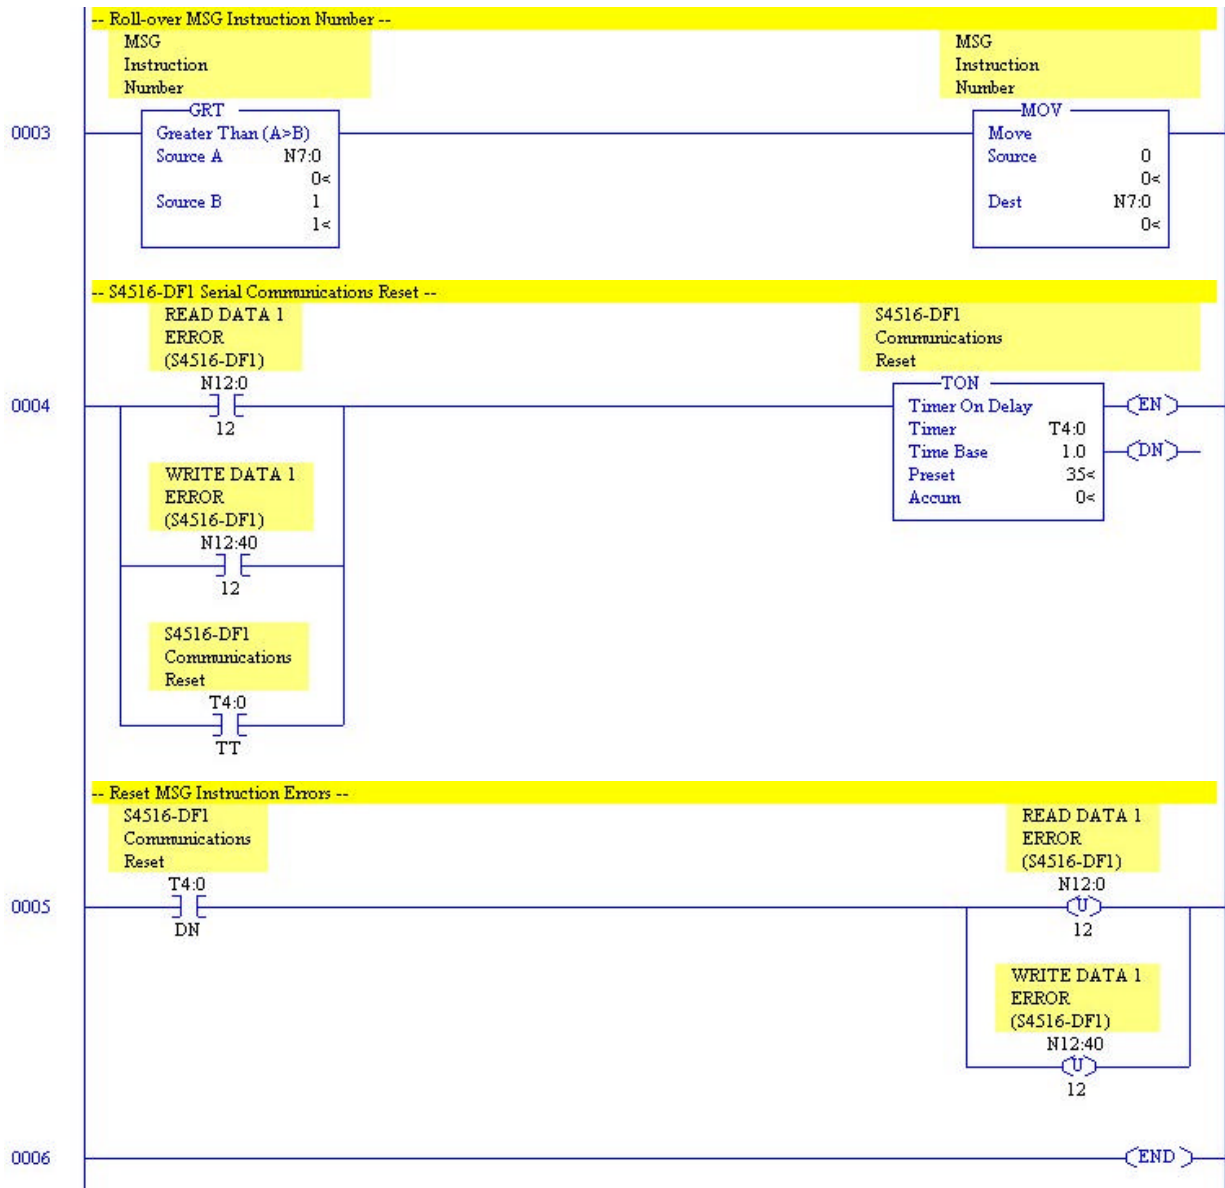 -- Roll-over MSG Instruction Number --
MSG
Instruction
Number
MSG
Instruction
Number
0003
GRT
Greater Than (A>B)
Source A N7:0
0<
Source B 1
1<
MOV
Move
Source 0
0<
Dest N7:0
0<
-- S4516-DF1 Serial Communications Reset --
READ DATA 1
ERROR
(S4516-DF1)
N12:0
12
S4516-DF1
Communications
Reset
0004
TON
Timer On Delay
Timer T4:0
Time Base 1.0
Preset 35<
Accum 0<
EN
DN
WRITE DATA 1
ERROR
(S4516-DF1)
N12:40
12
S4516-DF1
Communications
Reset
T4:0
TT
-- Reset MSG Instruction Errors --
S4516-DF1
Communications
Reset
T4:0
DN
0005
READ DATA 1
ERROR
(S4516-DF1)
N12:0
U
12
WRITE DATA 1
ERROR
(S4516-DF1)
N12:40
U
12
0006
END